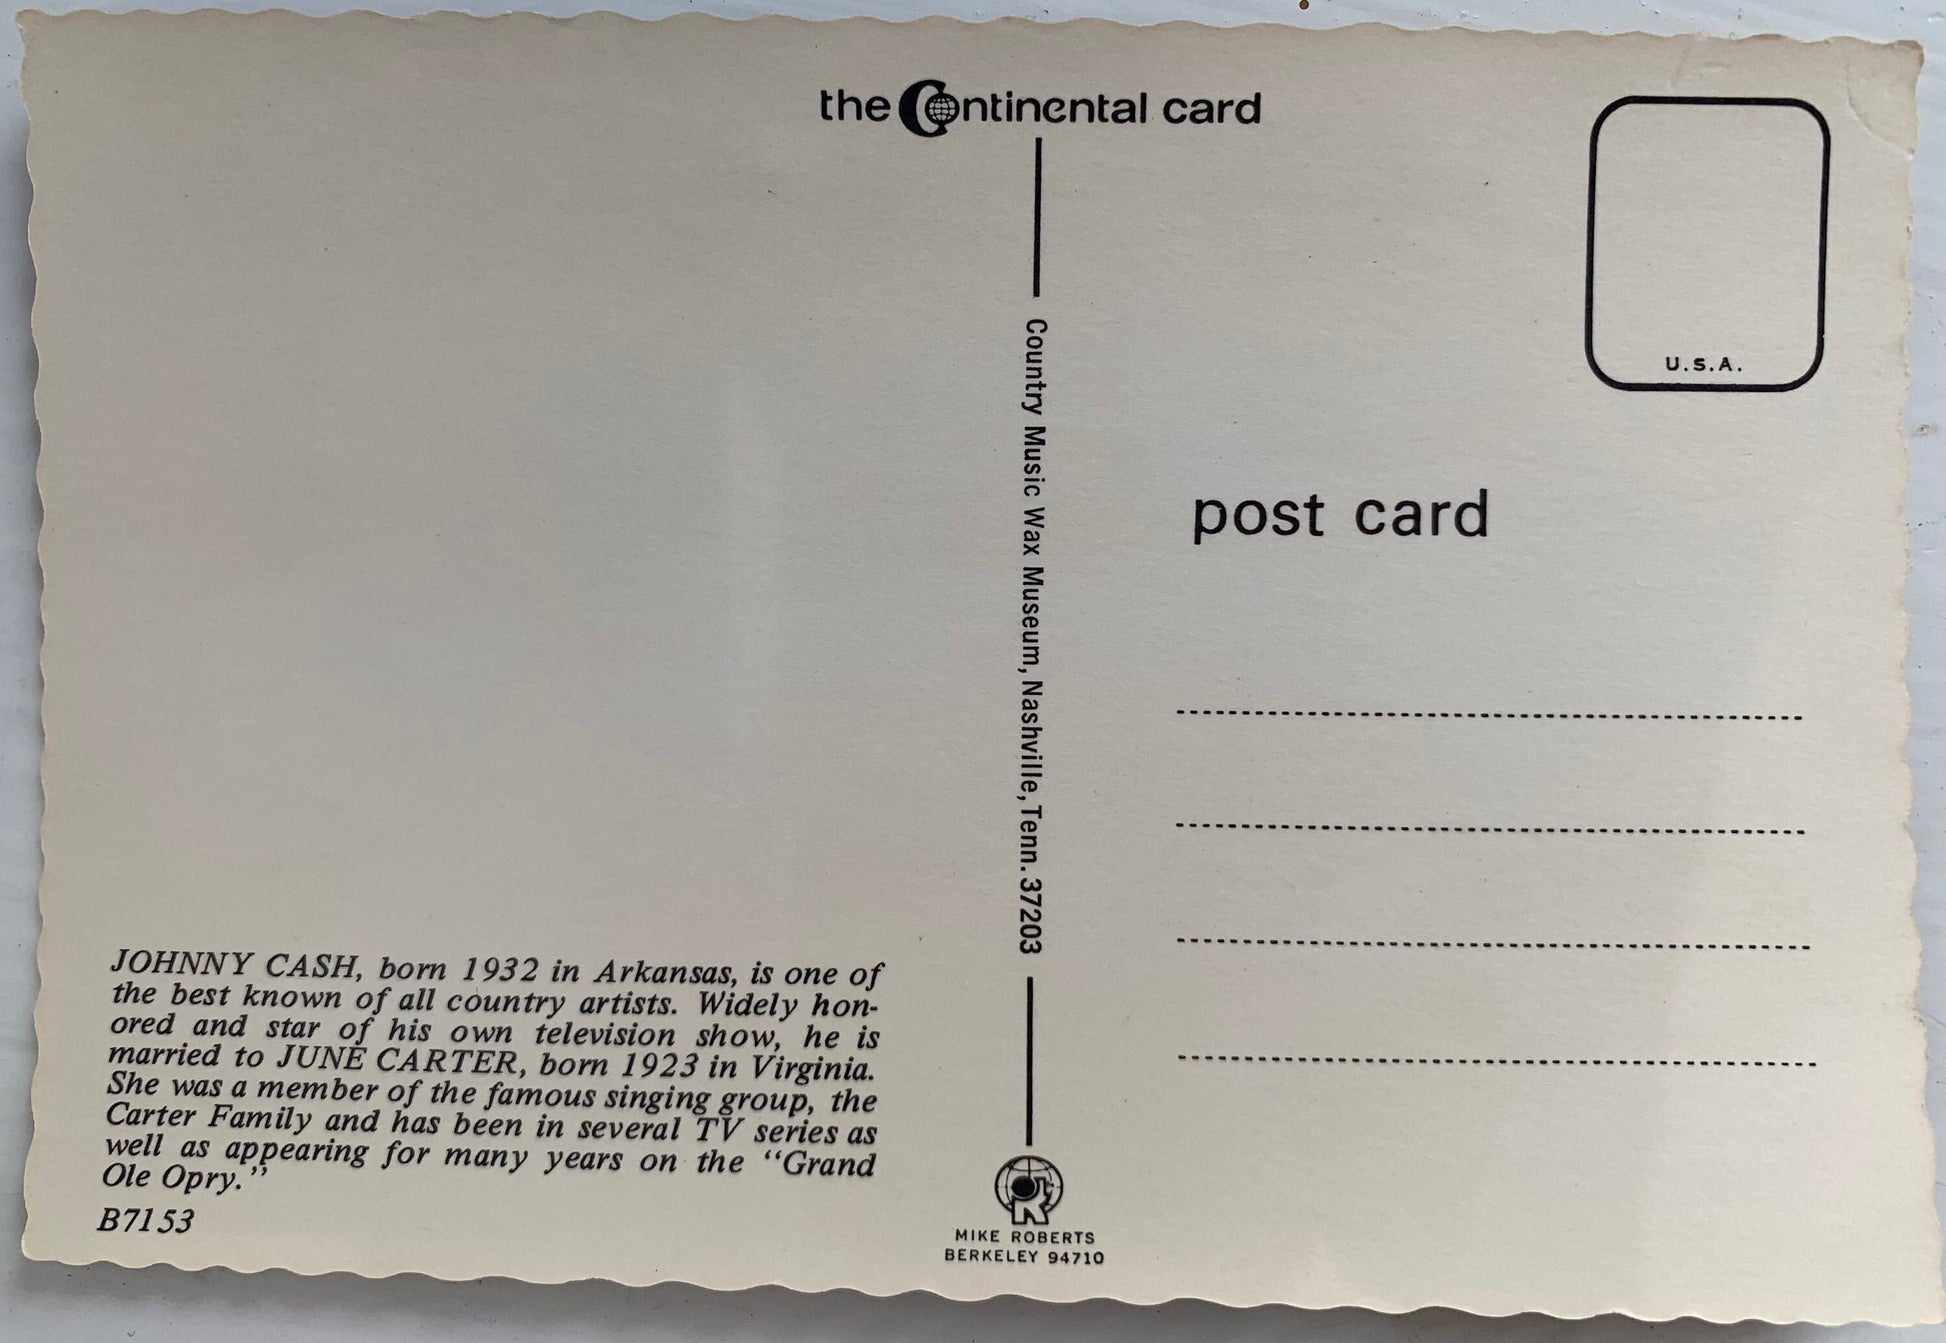 the Continental card
U.S.A.
post card
Country Music Wax Museum, Nashville, Tenn. 37203
JOHNNY CASH, born 1932 in Arkansas, is one of
the best known of all country artists. Widely hon-
ored and star of his own television show, he is
married to JUNE CARTER, born 1923 in Virginia.
She was a member of the famous singing group, the
Carter Family and has been in several TV series as
well as appearing for many years on the "Grand
Ole Opry."
B7153
MIKE ROBERTS
BERKELEY 94710